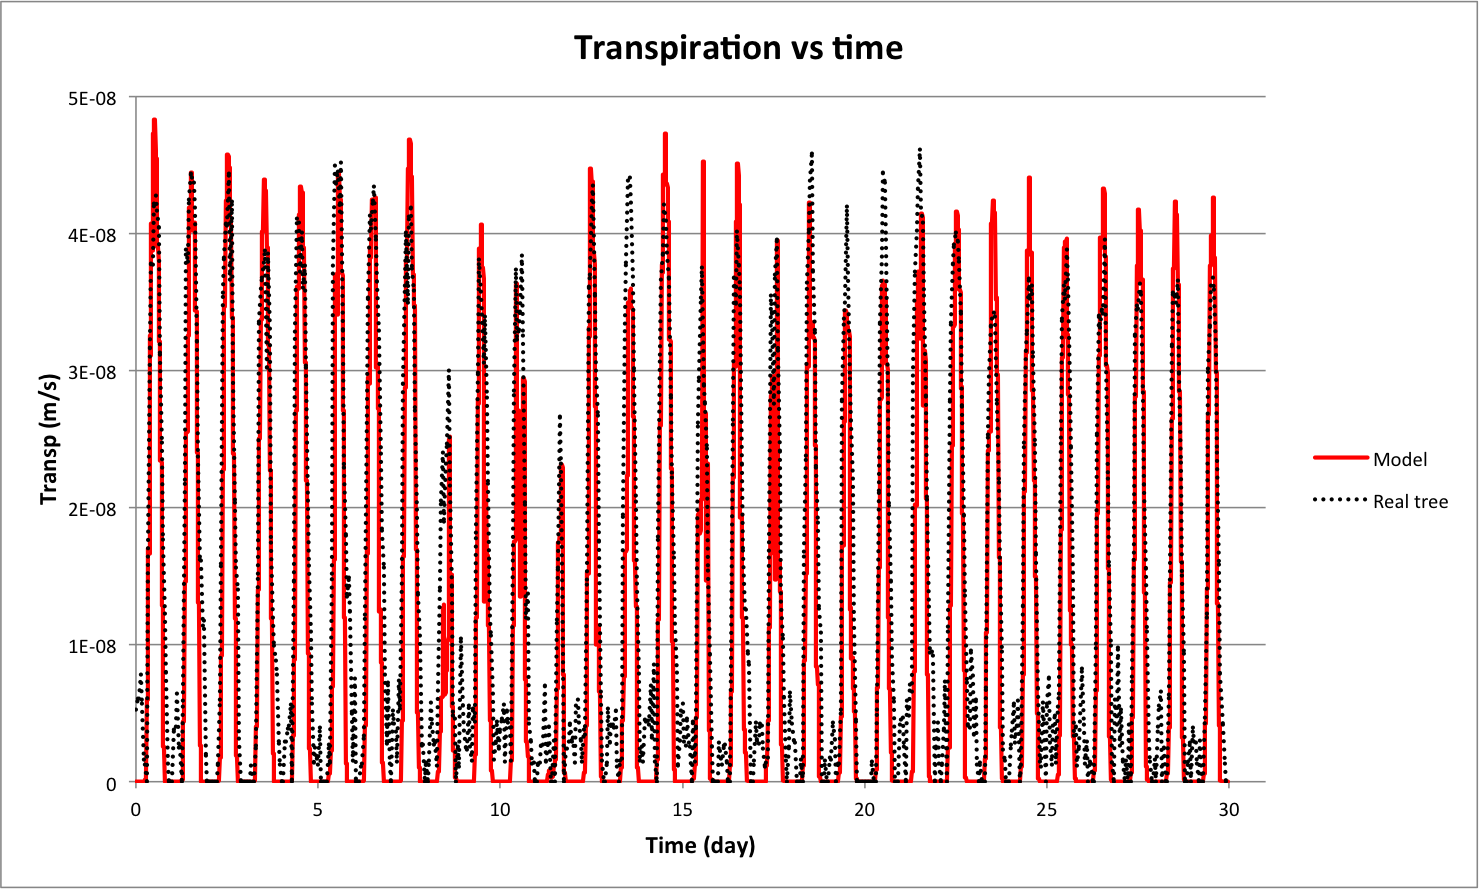 Transpiration vs time
5E-08
4E-08
3E-08
2E-08
1E-08
0
Transp (m/s)
0 5 10 15 20 25 30
Time (day)
Model
Real tree